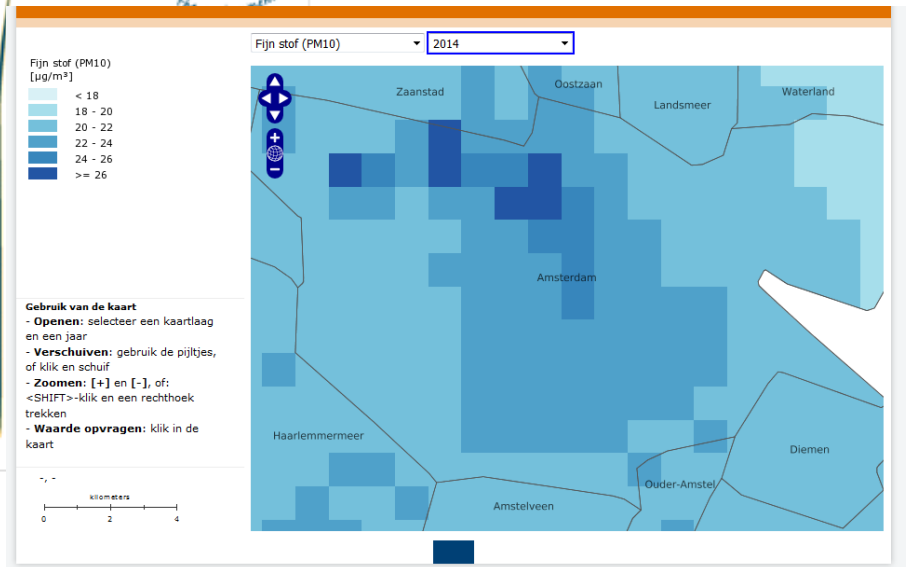 Fijn stof (PM10)
2014
Fijn stof (PM10)
[µg/m³]
< 18
18 - 20
20 - 22
22 - 24
24 - 26
>= 26
Zaanstad
Oostzaan
Landsmeer
Waterland
Amsterdam
Haarlemmermeer
Diemen
Ouder-Amstel
Amstelveen
Gebruik van de kaart
- Openen: selecteer een kaartlaag
en een jaar
- Verschuiven: gebruik de pijltjes,
of klik en schuif
- Zoomen: [+] en [-], of:
<SHIFT>-klik en een rechthoek
trekken
- Waarde opvragen: klik in de
kaart
-, -
kilometers
0 2 4